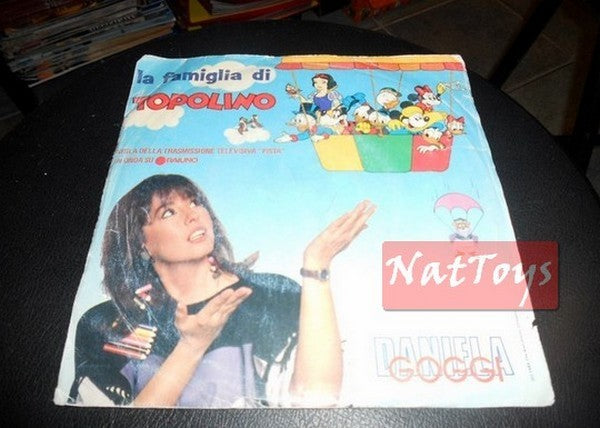 la famiglia di
TOPOLINO
SIGLA DELLA TRASMISSIONE TELEVISIVA "PISTA"
IN ONDA SU RAIUNO
NatToys
DANIELA
GOGGI